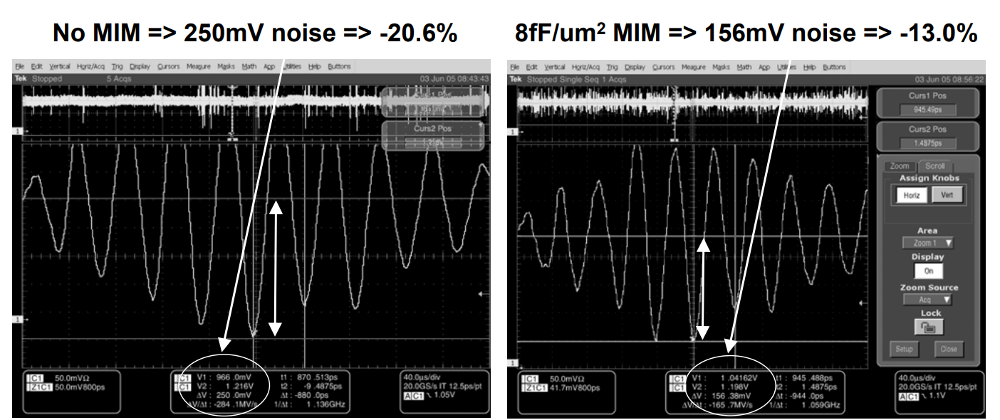 No MIM => 250mV noise => -20.6%
8fF/um² MIM => 156mV noise => -13.0%
File Edit Vertical Horiz/Acq Trig Display Cursors Measure Masks Math App Utilities Help Buttons
Tek Stopped 5 Acqs 03 Jun 05 08:43:43
Curs1 Pos
Curs2 Pos
1
1
C1 50.0mVΩ
Z1C1 50.0mV800ps
C1 V1 : 966 .0mV t1 : 870 .513ps
C1 V2 : 1 .216V t2 : -9 .4875ps
ΔV : 250 .0mV Δt : -880 .0ps
ΔV/Δt : -284 .1MV/s 1/Δt : 1 .136GHz
40.0µs/div
20.0GS/s IT 12.5ps/pt
A C1 1.05V
File Edit Vertical Horiz/Acq Trig Display Cursors Measure Masks Math App Utilities Help Buttons
Tek Stopped Single Seq 1 Acqs 03 Jun 05 08:56:22
1
1
Curs1 Pos
945.49ps
Curs2 Pos
1.4875ps
Zoom Scroll
Assign Knobs
Horiz Vert
Area
Zoom 1
Display
On
Zoom Source
Acq
Lock
Setup Close
C1 50.0mVΩ
Z1C1 41.7mV800ps
C1 V1 : 1 .04162V t1 : 945 .488ps
C1 V2 : 1 .198V t2 : 1 .4875ps
ΔV : 156 .38mV Δt : -944 .0ps
ΔV/Δt : -165 .7MV/s 1/Δt : 1 .059GHz
40.0µs/div
20.0GS/s IT 12.5ps/pt
A C1 1.1V